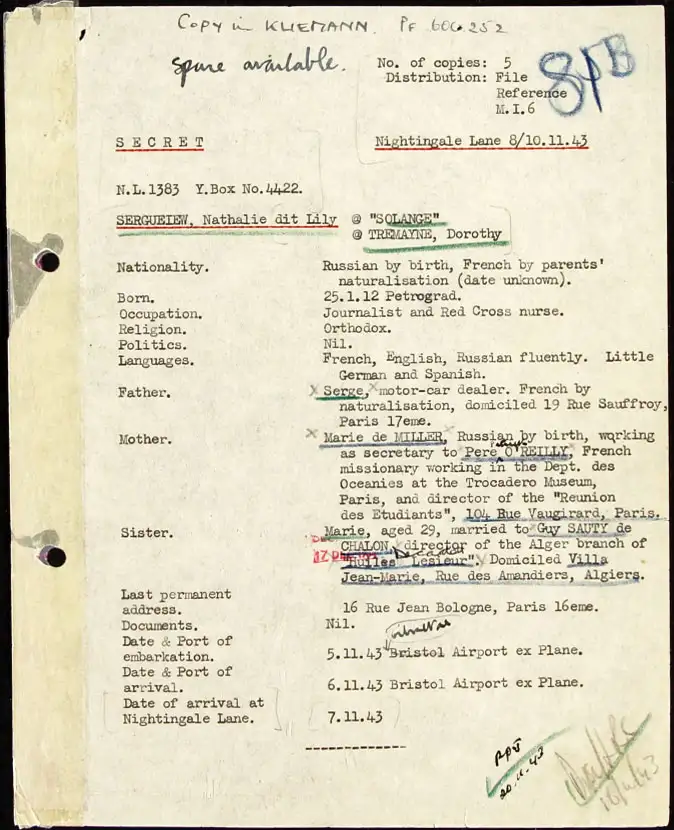 Copy in KLIEMANN. PF 600.252
spare available.
84B
No. of copies: 5
Distribution: File
Reference
M.I.6
SECRET
Nightingale Lane 8/10.11.43
N.L.1383 Y.Box No.4422.
SERGUEIEW, Nathalie dit Lily @ "SOLANGE"
@ TREMAYNE, Dorothy
Nationality. Russian by birth, French by parents'
naturalisation (date unknown).
Born. 25.1.12 Petrograd.
Occupation. Journalist and Red Cross nurse.
Religion. Orthodox.
Politics. Nil.
Languages. French, English, Russian fluently. Little
German and Spanish.
Father. Serge, motor-car dealer. French by
naturalisation, domiciled 19 Rue Sauffroy,
Paris 17eme.
Mother. Marie de MILLER, Russian by birth, working
as secretary to Pere O'REILLY, French
missionary working in the Dept. des
Oceanies at the Trocadero Museum,
Paris, and director of the "Reunion
des Etudiants", 104 Rue Vaugirard, Paris.
Sister. Marie, aged 29, married to Guy SAUTY de
CHALON, director of the Alger branch of
"Huiles Lesieur". Domiciled Villa
Jean-Marie, Rue des Amandiers, Algiers.
Last permanent
address. 16 Rue Jean Bologne, Paris 16eme.
Documents. Nil.
Date & Port of
embarkation. 5.11.43 Gibraltar Bristol Airport ex Plane.
Date & Port of
arrival. 6.11.43 Bristol Airport ex Plane.
Date of arrival at
Nightingale Lane. 7.11.43
20.11.43